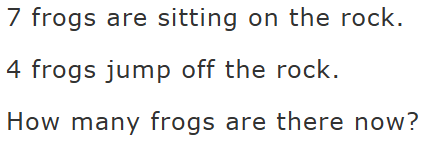 7 frogs are sitting on the rock.
4 frogs jump off the rock.
How many frogs are there now?